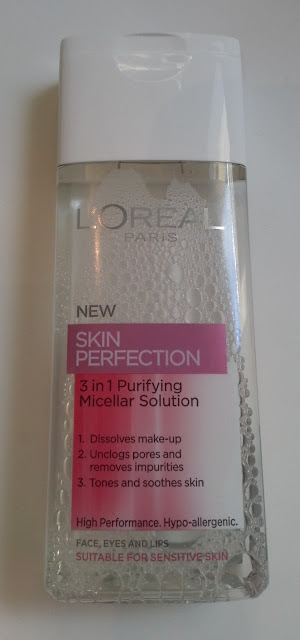 L'ORÉAL
PARIS
NEW
SKIN
PERFECTION
3 in 1 Purifying
Micellar Solution
1. Dissolves make-up
2. Unclogs pores and
removes impurities
3. Tones and soothes skin
High Performance. Hypo-allergenic.
FACE, EYES AND LIPS
SUITABLE FOR SENSITIVE SKIN